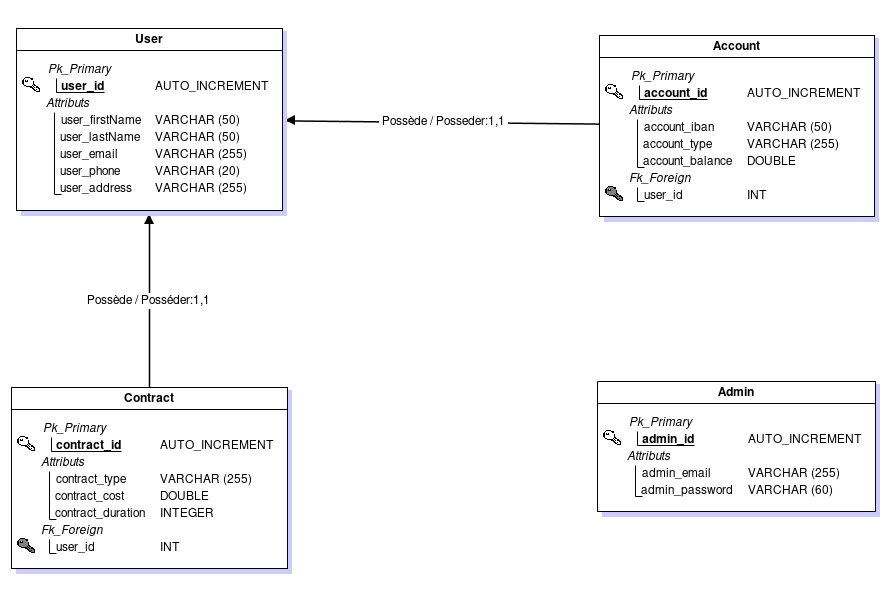 User
Pk_Primary
user_id AUTO_INCREMENT
Attributs
user_firstName VARCHAR (50)
user_lastName VARCHAR (50)
user_email VARCHAR (255)
user_phone VARCHAR (20)
user_address VARCHAR (255)
Possède / Posseder:1,1
Account
Pk_Primary
account_id AUTO_INCREMENT
Attributs
account_iban VARCHAR (50)
account_type VARCHAR (255)
account_balance DOUBLE
Fk_Foreign
user_id INT
Possède / Posséder:1,1
Contract
Pk_Primary
contract_id AUTO_INCREMENT
Attributs
contract_type VARCHAR (255)
contract_cost DOUBLE
contract_duration INTEGER
Fk_Foreign
user_id INT
Admin
Pk_Primary
admin_id AUTO_INCREMENT
Attributs
admin_email VARCHAR (255)
admin_password VARCHAR (60)